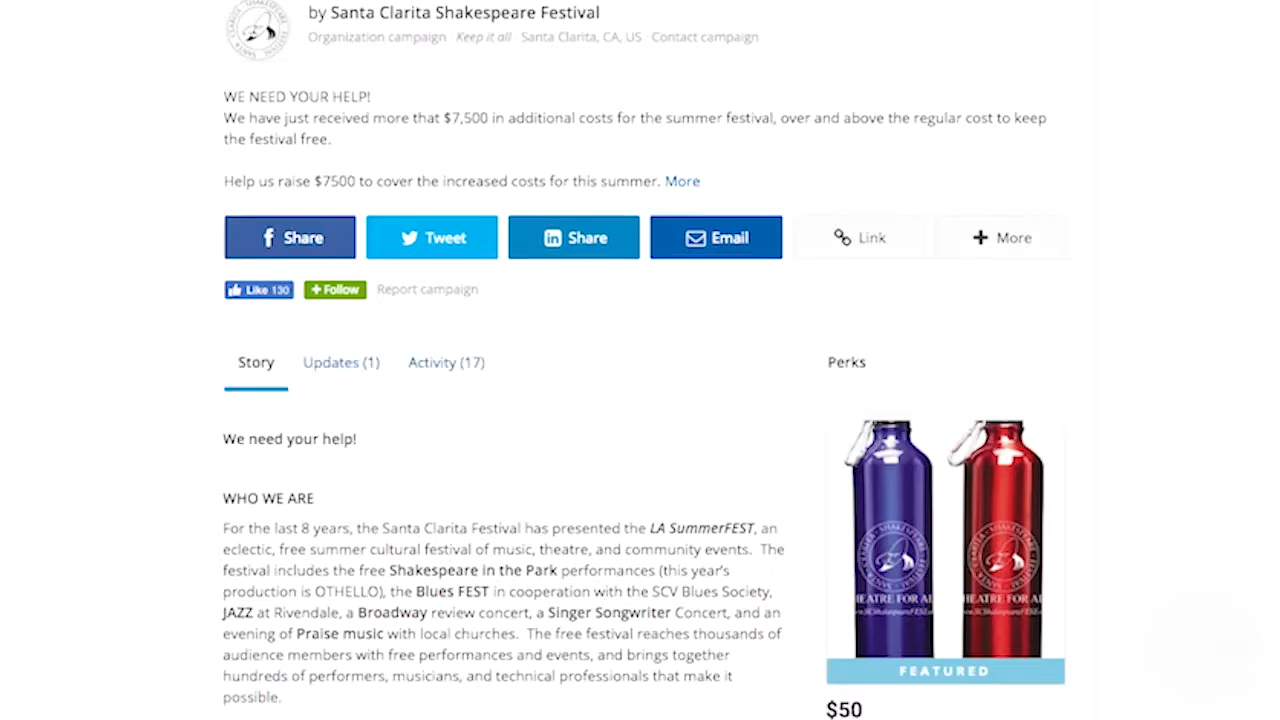 by Santa Clarita Shakespeare Festival
Organization campaign Keep it all Santa Clarita, CA, US · Contact campaign
WE NEED YOUR HELP!
We have just received more that $7,500 in additional costs for the summer festival, over and above the regular cost to keep
the festival free.
Help us raise $7500 to cover the increased costs for this summer. More
Share
Tweet
Share
Email
Link
More
Like 130
Follow
Report campaign
Story
Updates (1)
Activity (17)
Perks
We need your help!
WHO WE ARE
For the last 8 years, the Santa Clarita Festival has presented the LA SummerFEST, an
eclectic, free summer cultural festival of music, theatre, and community events. The
festival includes the free Shakespeare in the Park performances (this year's
production is OTHELLO), the Blues FEST in cooperation with the SCV Blues Society,
JAZZ at Rivendale, a Broadway review concert, a Singer Songwriter Concert, and an
evening of Praise music with local churches. The free festival reaches thousands of
audience members with free performances and events, and brings together
hundreds of performers, musicians, and technical professionals that make it
possible.
FEATURED
$50